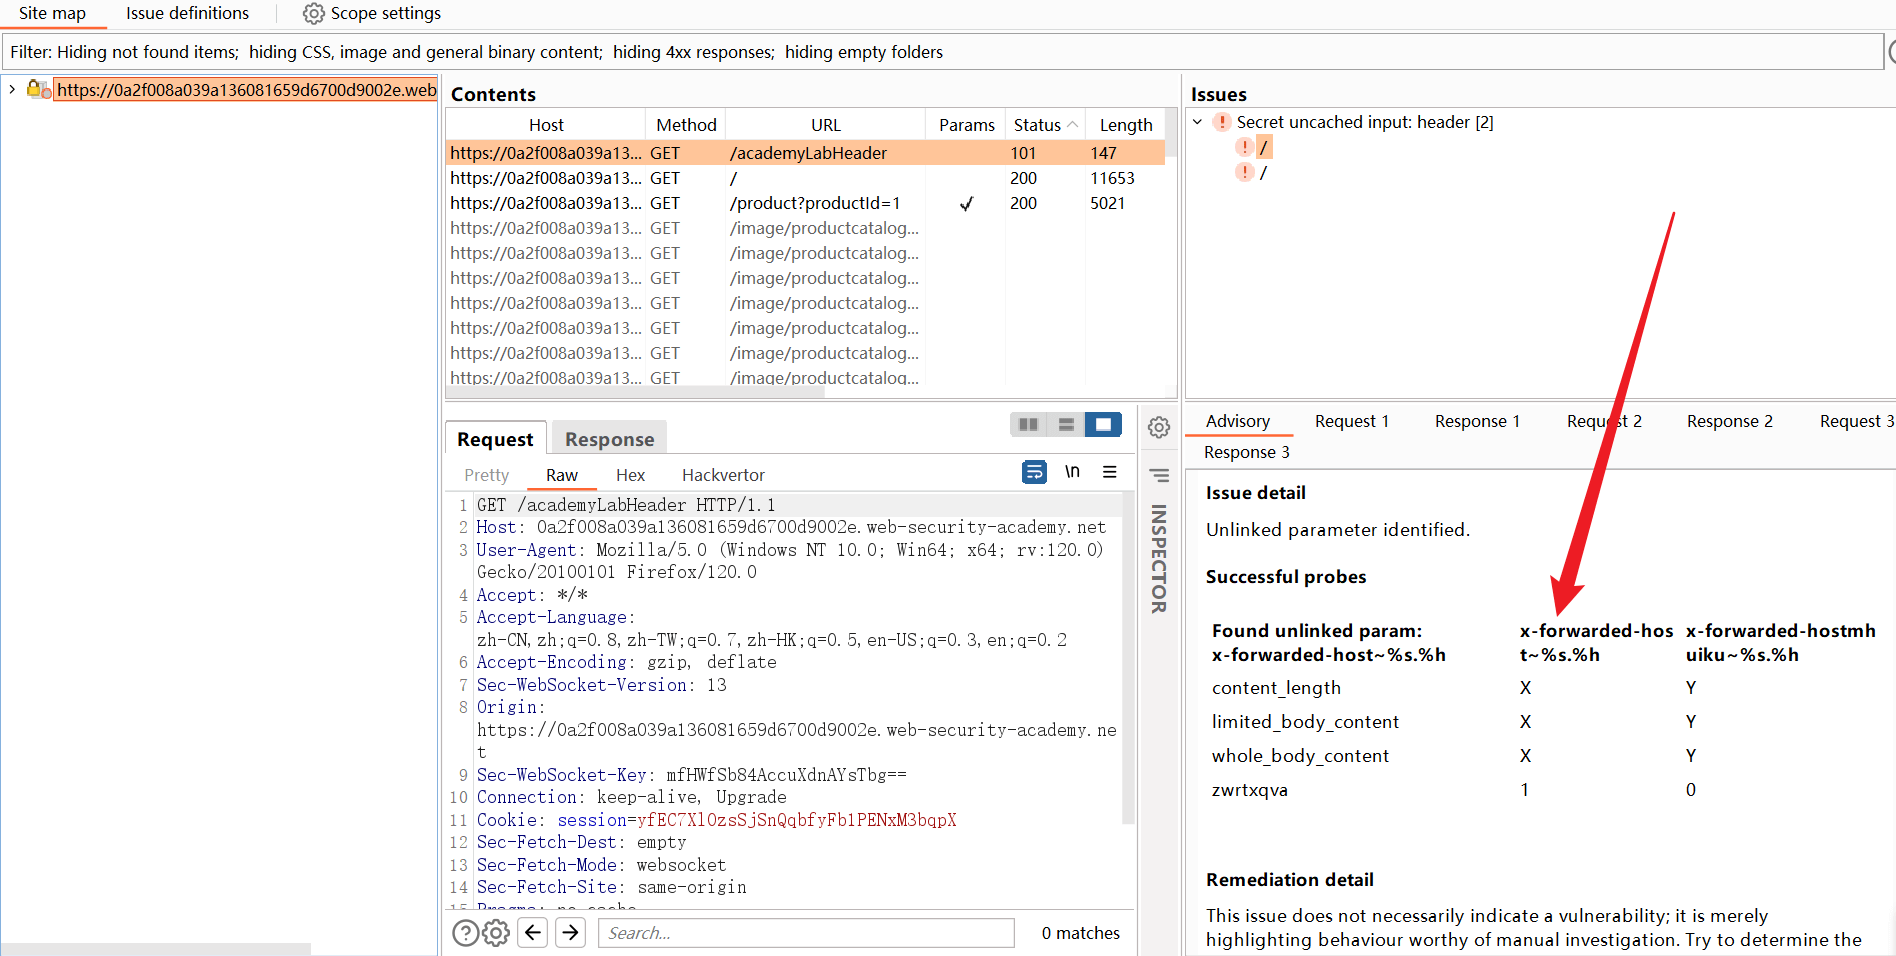 Site map Issue definitions Scope settings
Filter: Hiding not found items; hiding CSS, image and general binary content; hiding 4xx responses; hiding empty folders
https://0a2f008a039a136081659d6700d9002e.web
Contents
Host Method URL Params Status Length
https://0a2f008a039a13... GET /academyLabHeader 101 147
https://0a2f008a039a13... GET / 200 11653
https://0a2f008a039a13... GET /product?productId=1 ✓ 200 5021
https://0a2f008a039a13... GET /image/productcatalog...
https://0a2f008a039a13... GET /image/productcatalog...
https://0a2f008a039a13... GET /image/productcatalog...
https://0a2f008a039a13... GET /image/productcatalog...
https://0a2f008a039a13... GET /image/productcatalog...
https://0a2f008a039a13... GET /image/productcatalog...
https://0a2f008a039a13... GET /image/productcatalog...
Issues
Secret uncached input: header [2]
/
/
Request Response
Pretty Raw Hex Hackvertor \n
1 GET /academyLabHeader HTTP/1.1
2 Host: 0a2f008a039a136081659d6700d9002e.web-security-academy.net
3 User-Agent: Mozilla/5.0 (Windows NT 10.0; Win64; x64; rv:120.0)
Gecko/20100101 Firefox/120.0
4 Accept: */*
5 Accept-Language:
zh-CN,zh;q=0.8,zh-TW;q=0.7,zh-HK;q=0.5,en-US;q=0.3,en;q=0.2
6 Accept-Encoding: gzip, deflate
7 Sec-WebSocket-Version: 13
8 Origin:
https://0a2f008a039a136081659d6700d9002e.web-security-academy.ne
t
9 Sec-WebSocket-Key: mfHWfSb84AccuXdnAYsTbg==
10 Connection: keep-alive, Upgrade
11 Cookie: session=yfEC7XlOzsSjSnQqbfyFb1PENxM3bqpX
12 Sec-Fetch-Dest: empty
13 Sec-Fetch-Mode: websocket
14 Sec-Fetch-Site: same-origin
15 Pragma: no-cache
Search... 0 matches
INSPECTOR
Advisory Request 1 Response 1 Request 2 Response 2 Request 3
Response 3
Issue detail
Unlinked parameter identified.
Successful probes
Found unlinked param: x-forwarded-hos x-forwarded-hostmh
x-forwarded-host~%s.%h t~%s.%h uiku~%s.%h
content_length X Y
limited_body_content X Y
whole_body_content X Y
zwrtxqva 1 0
Remediation detail
This issue does not necessarily indicate a vulnerability; it is merely
highlighting behaviour worthy of manual investigation. Try to determine the